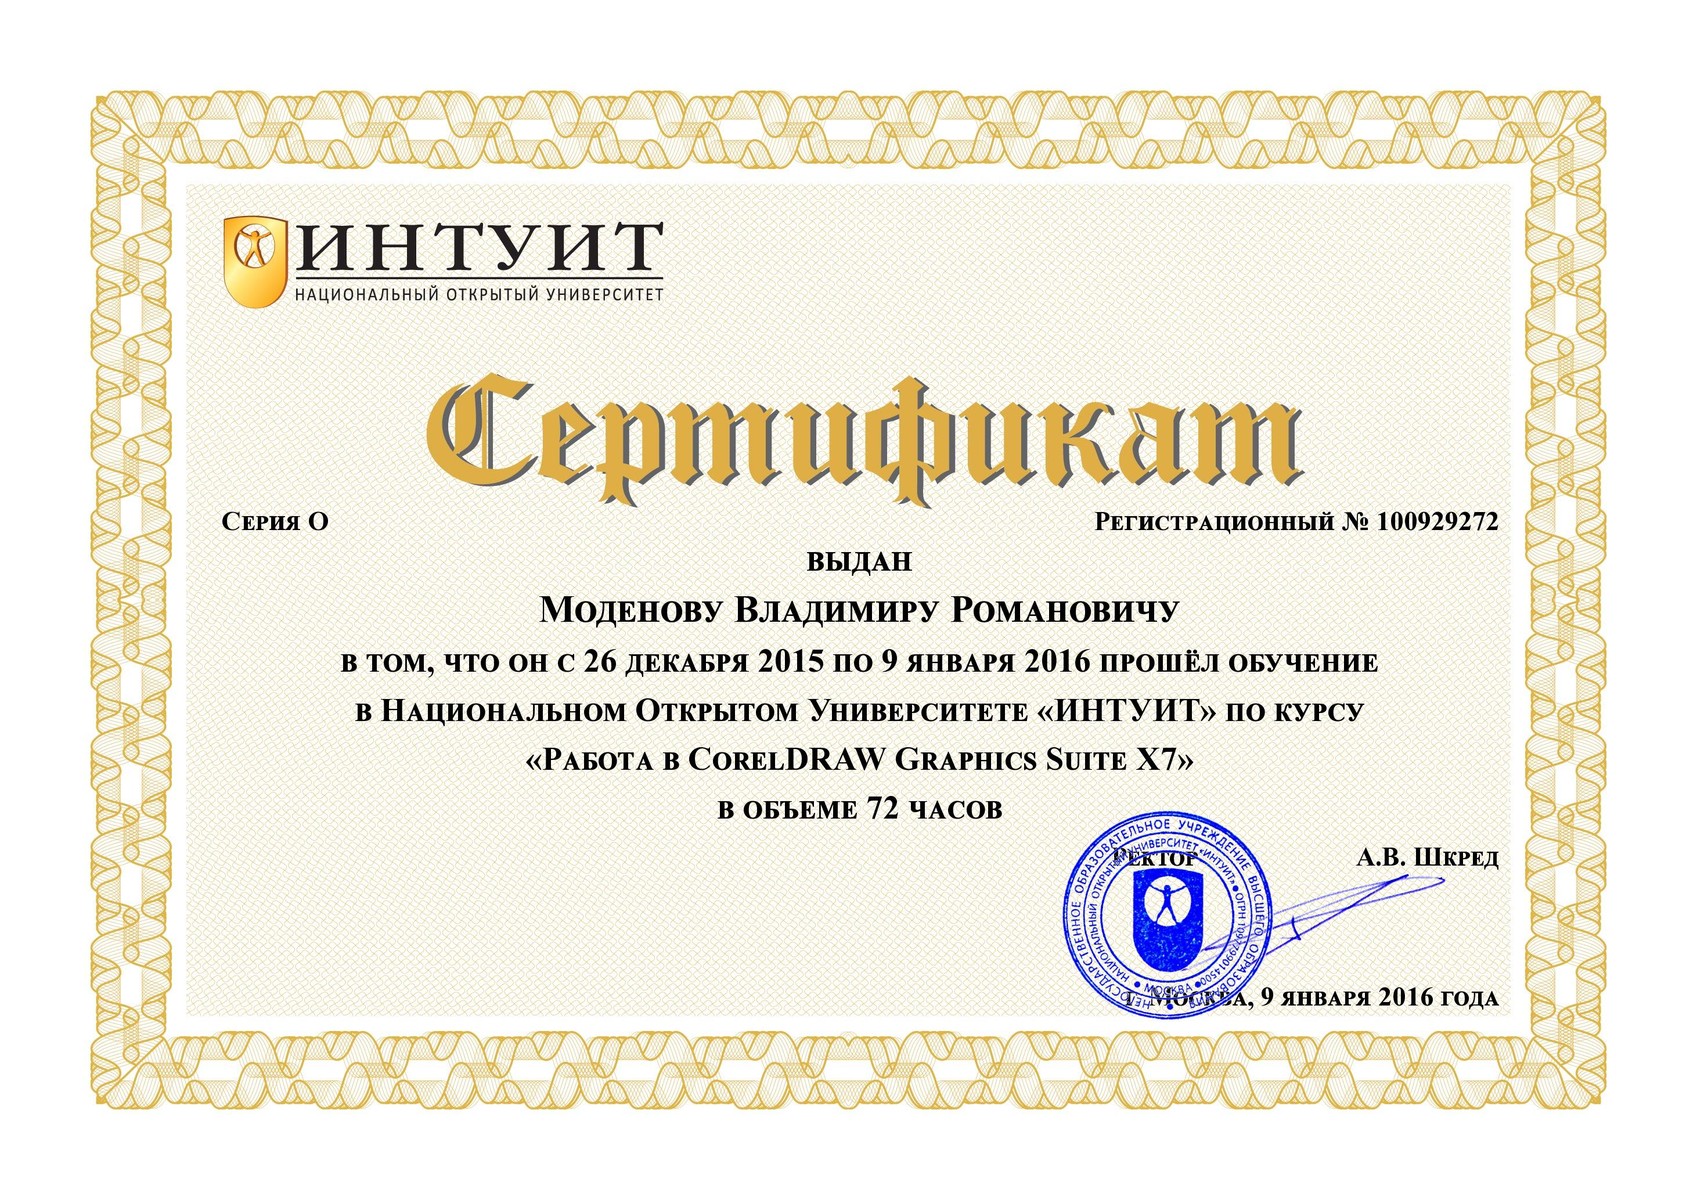 ИНТУИТ
НАЦИОНАЛЬНЫЙ ОТКРЫТЫЙ УНИВЕРСИТЕТ
Сертификат
Серия О
Регистрационный № 100929272
выдан
Моденову Владимиру Романовичу
в том, что он с 26 декабря 2015 по 9 января 2016 прошёл обучение
в Национальном Открытом Университете «ИНТУИТ» по курсу
«Работа в CorelDRAW Graphics Suite X7»
в объеме 72 часов
Ректор
А.В. Шкред
НЕГОСУДАРСТВЕННОЕ ОБРАЗОВАТЕЛЬНОЕ УЧРЕЖДЕНИЕ ВЫСШЕГО ОБРАЗОВАНИЯ
НАЦИОНАЛЬНЫЙ ОТКРЫТЫЙ УНИВЕРСИТЕТ «ИНТУИТ» • ОГРН 1097799014500 • МОСКВА •
г. Москва, 9 января 2016 года